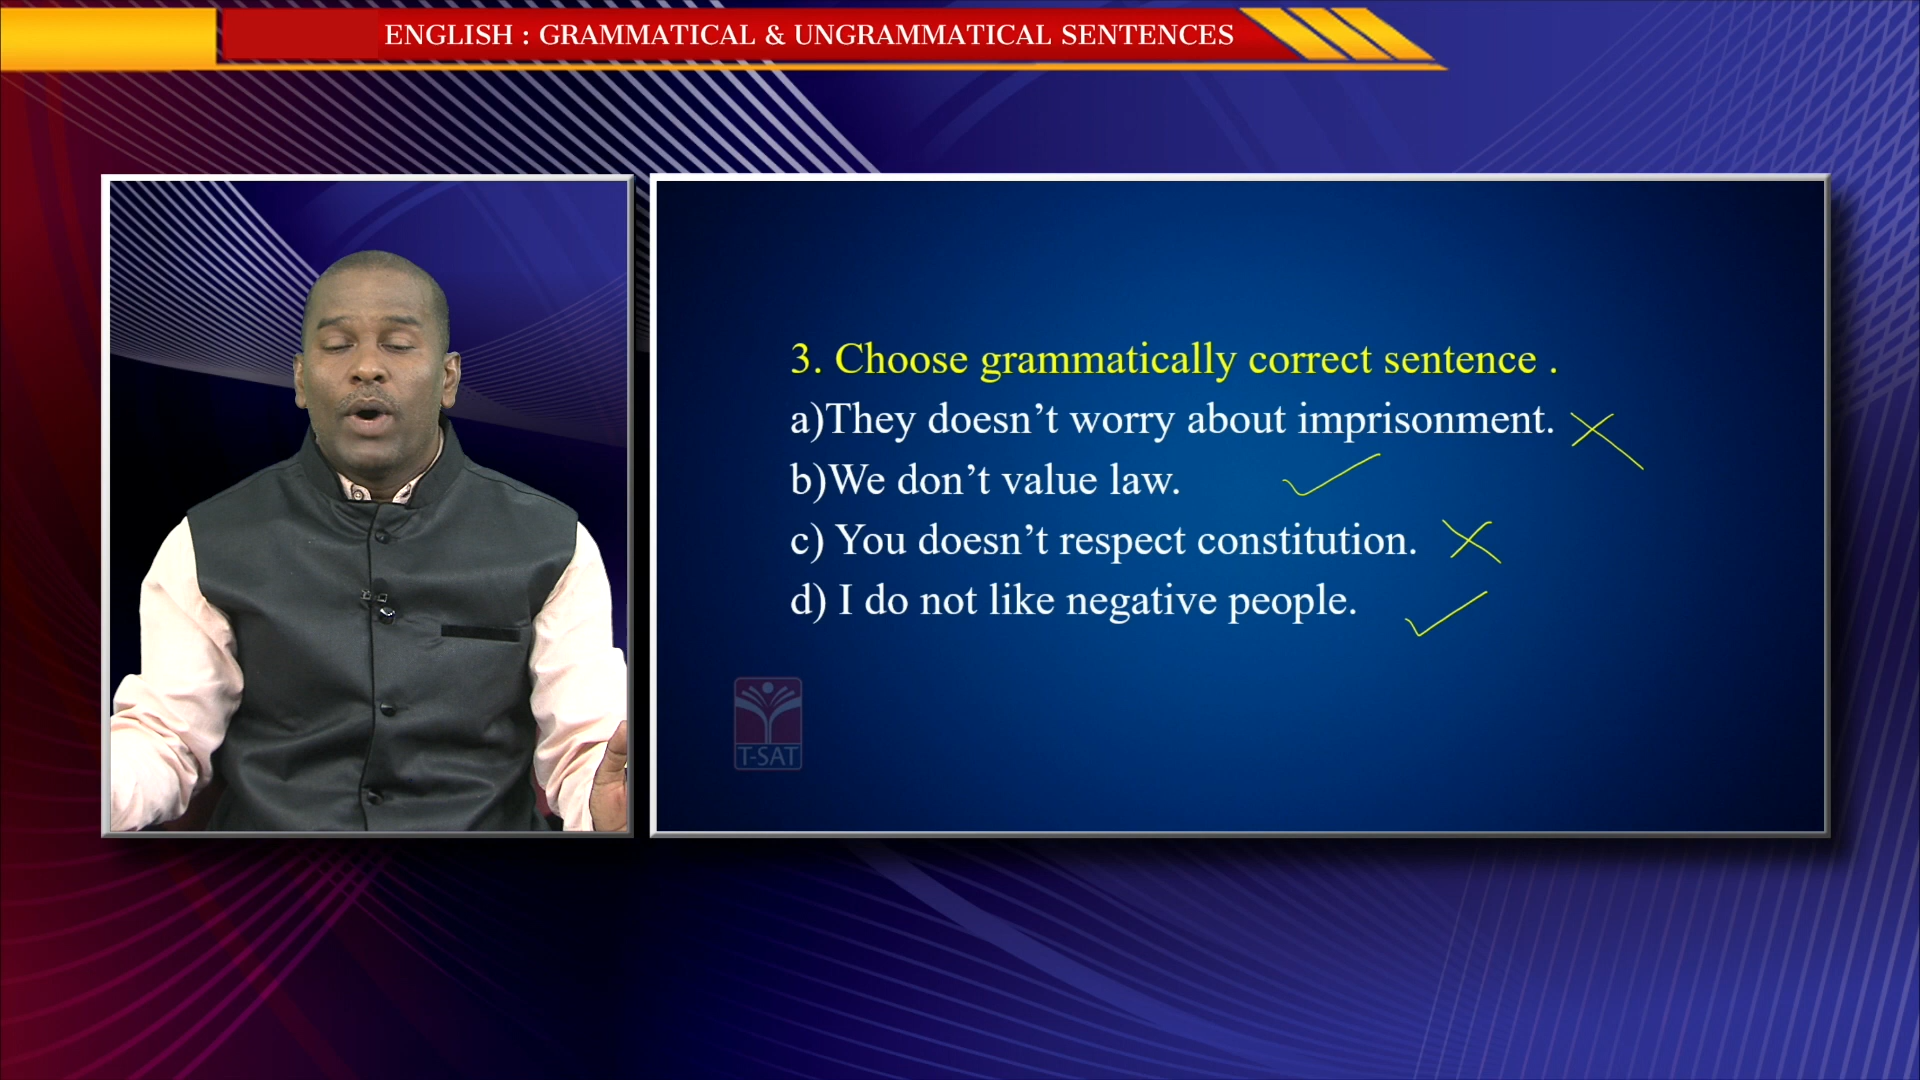 ENGLISH : GRAMMATICAL & UNGRAMMATICAL SENTENCES
3. Choose grammatically correct sentence .
a)They doesn’t worry about imprisonment.
b)We don’t value law.
c) You doesn’t respect constitution.
d) I do not like negative people.
T-SAT